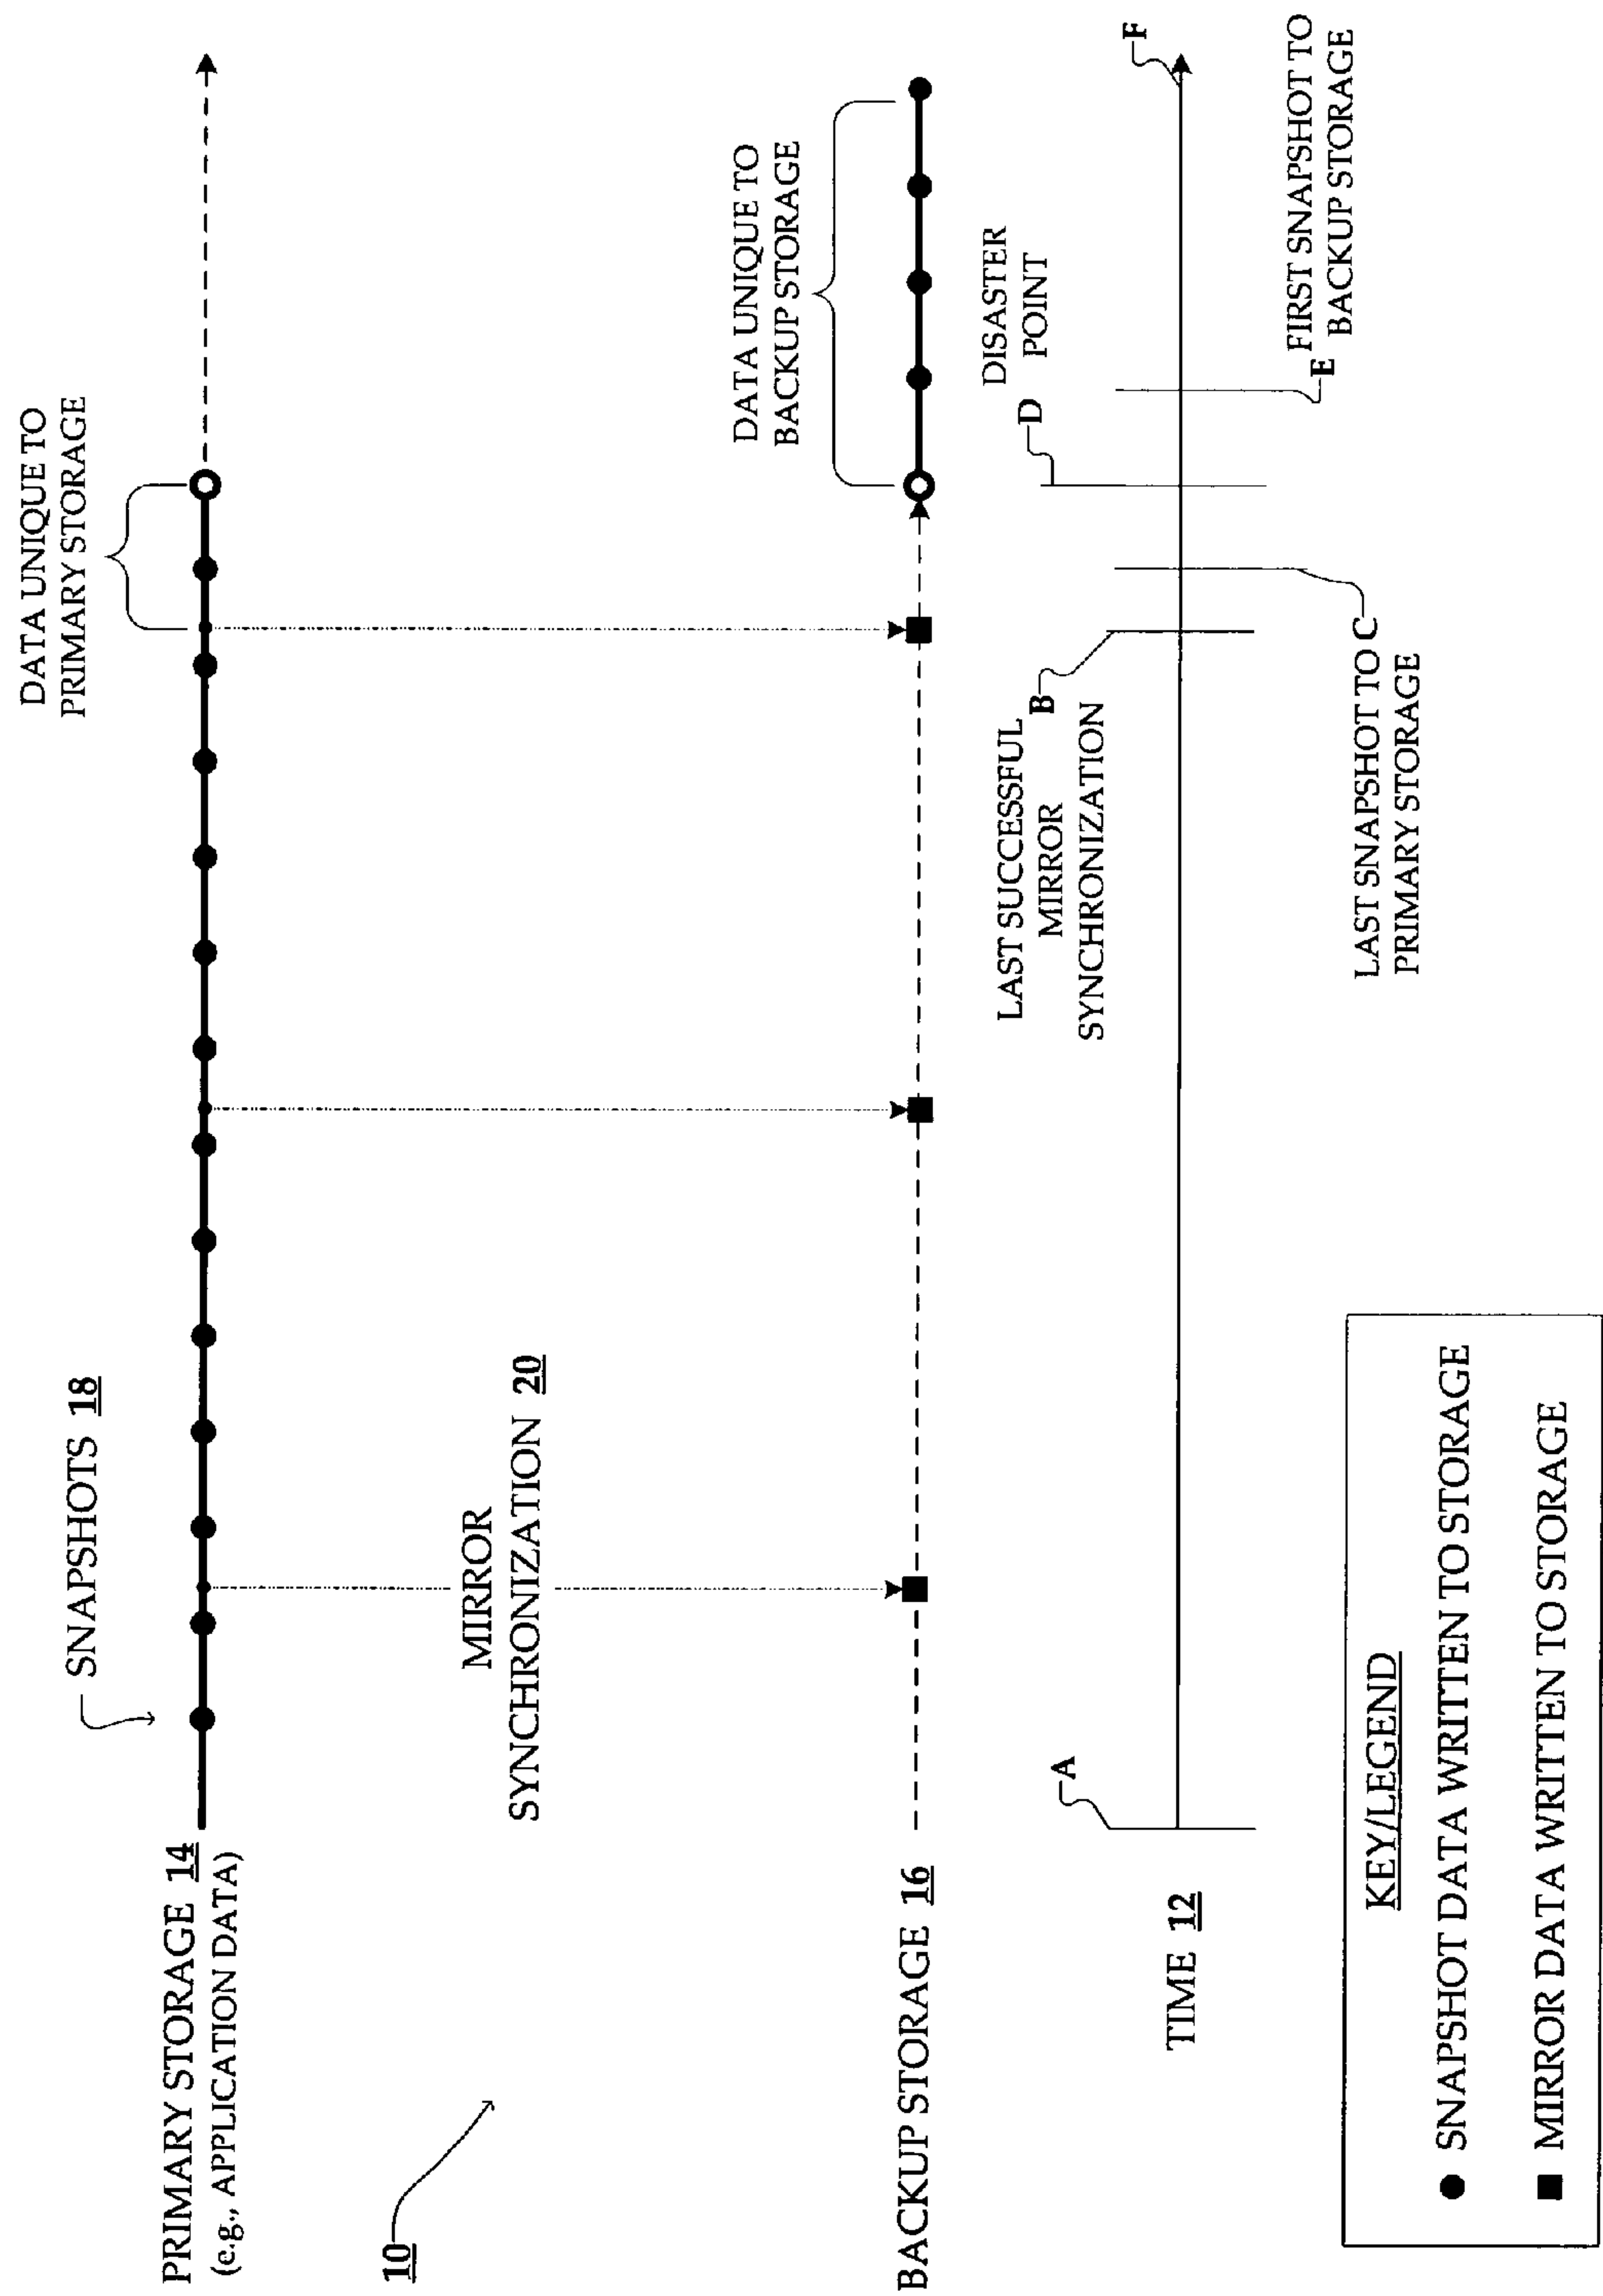 DATA UNIQUE TO
PRIMARY STORAGE
SNAPSHOTS 18
PRIMARY STORAGE 14
(e.g., APPLICATION DATA)
MIRROR
SYNCHRONIZATION 20
10
DATA UNIQUE TO
BACKUP STORAGE
BACKUP STORAGE 16
DISASTER
POINT
D
LAST SUCCESSFUL
B
MIRROR
SYNCHRONIZATION
A
F
TIME 12
FIRST SNAPSHOT TO
E
BACKUP STORAGE
LAST SNAPSHOT TO C
PRIMARY STORAGE
KEY/LEGEND
SNAPSHOT DATA WRITTEN TO STORAGE
MIRROR DATA WRITTEN TO STORAGE